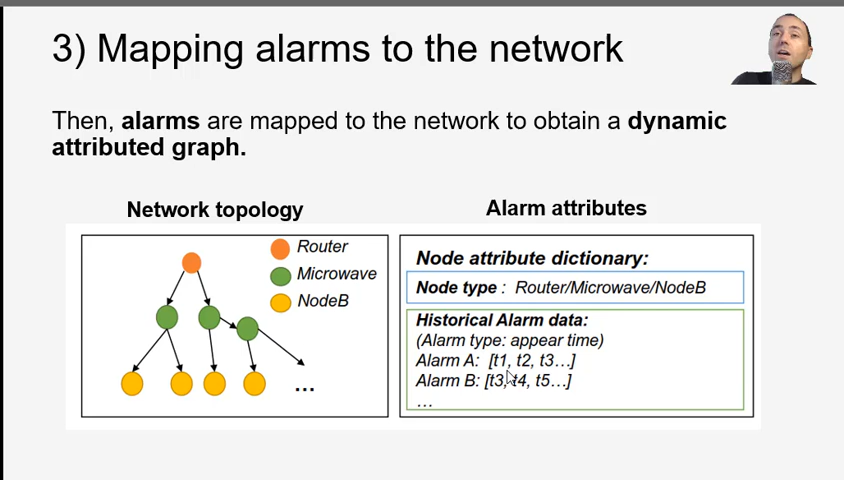 3) Mapping alarms to the network
Then, alarms are mapped to the network to obtain a dynamic
attributed graph.
Network topology
Router
Microwave
NodeB
...
Alarm attributes
Node attribute dictionary:
Node type : Router/Microwave/NodeB
Historical Alarm data:
(Alarm type: appear time)
Alarm A: [t1, t2, t3...]
Alarm B: [t3, t4, t5...]
...